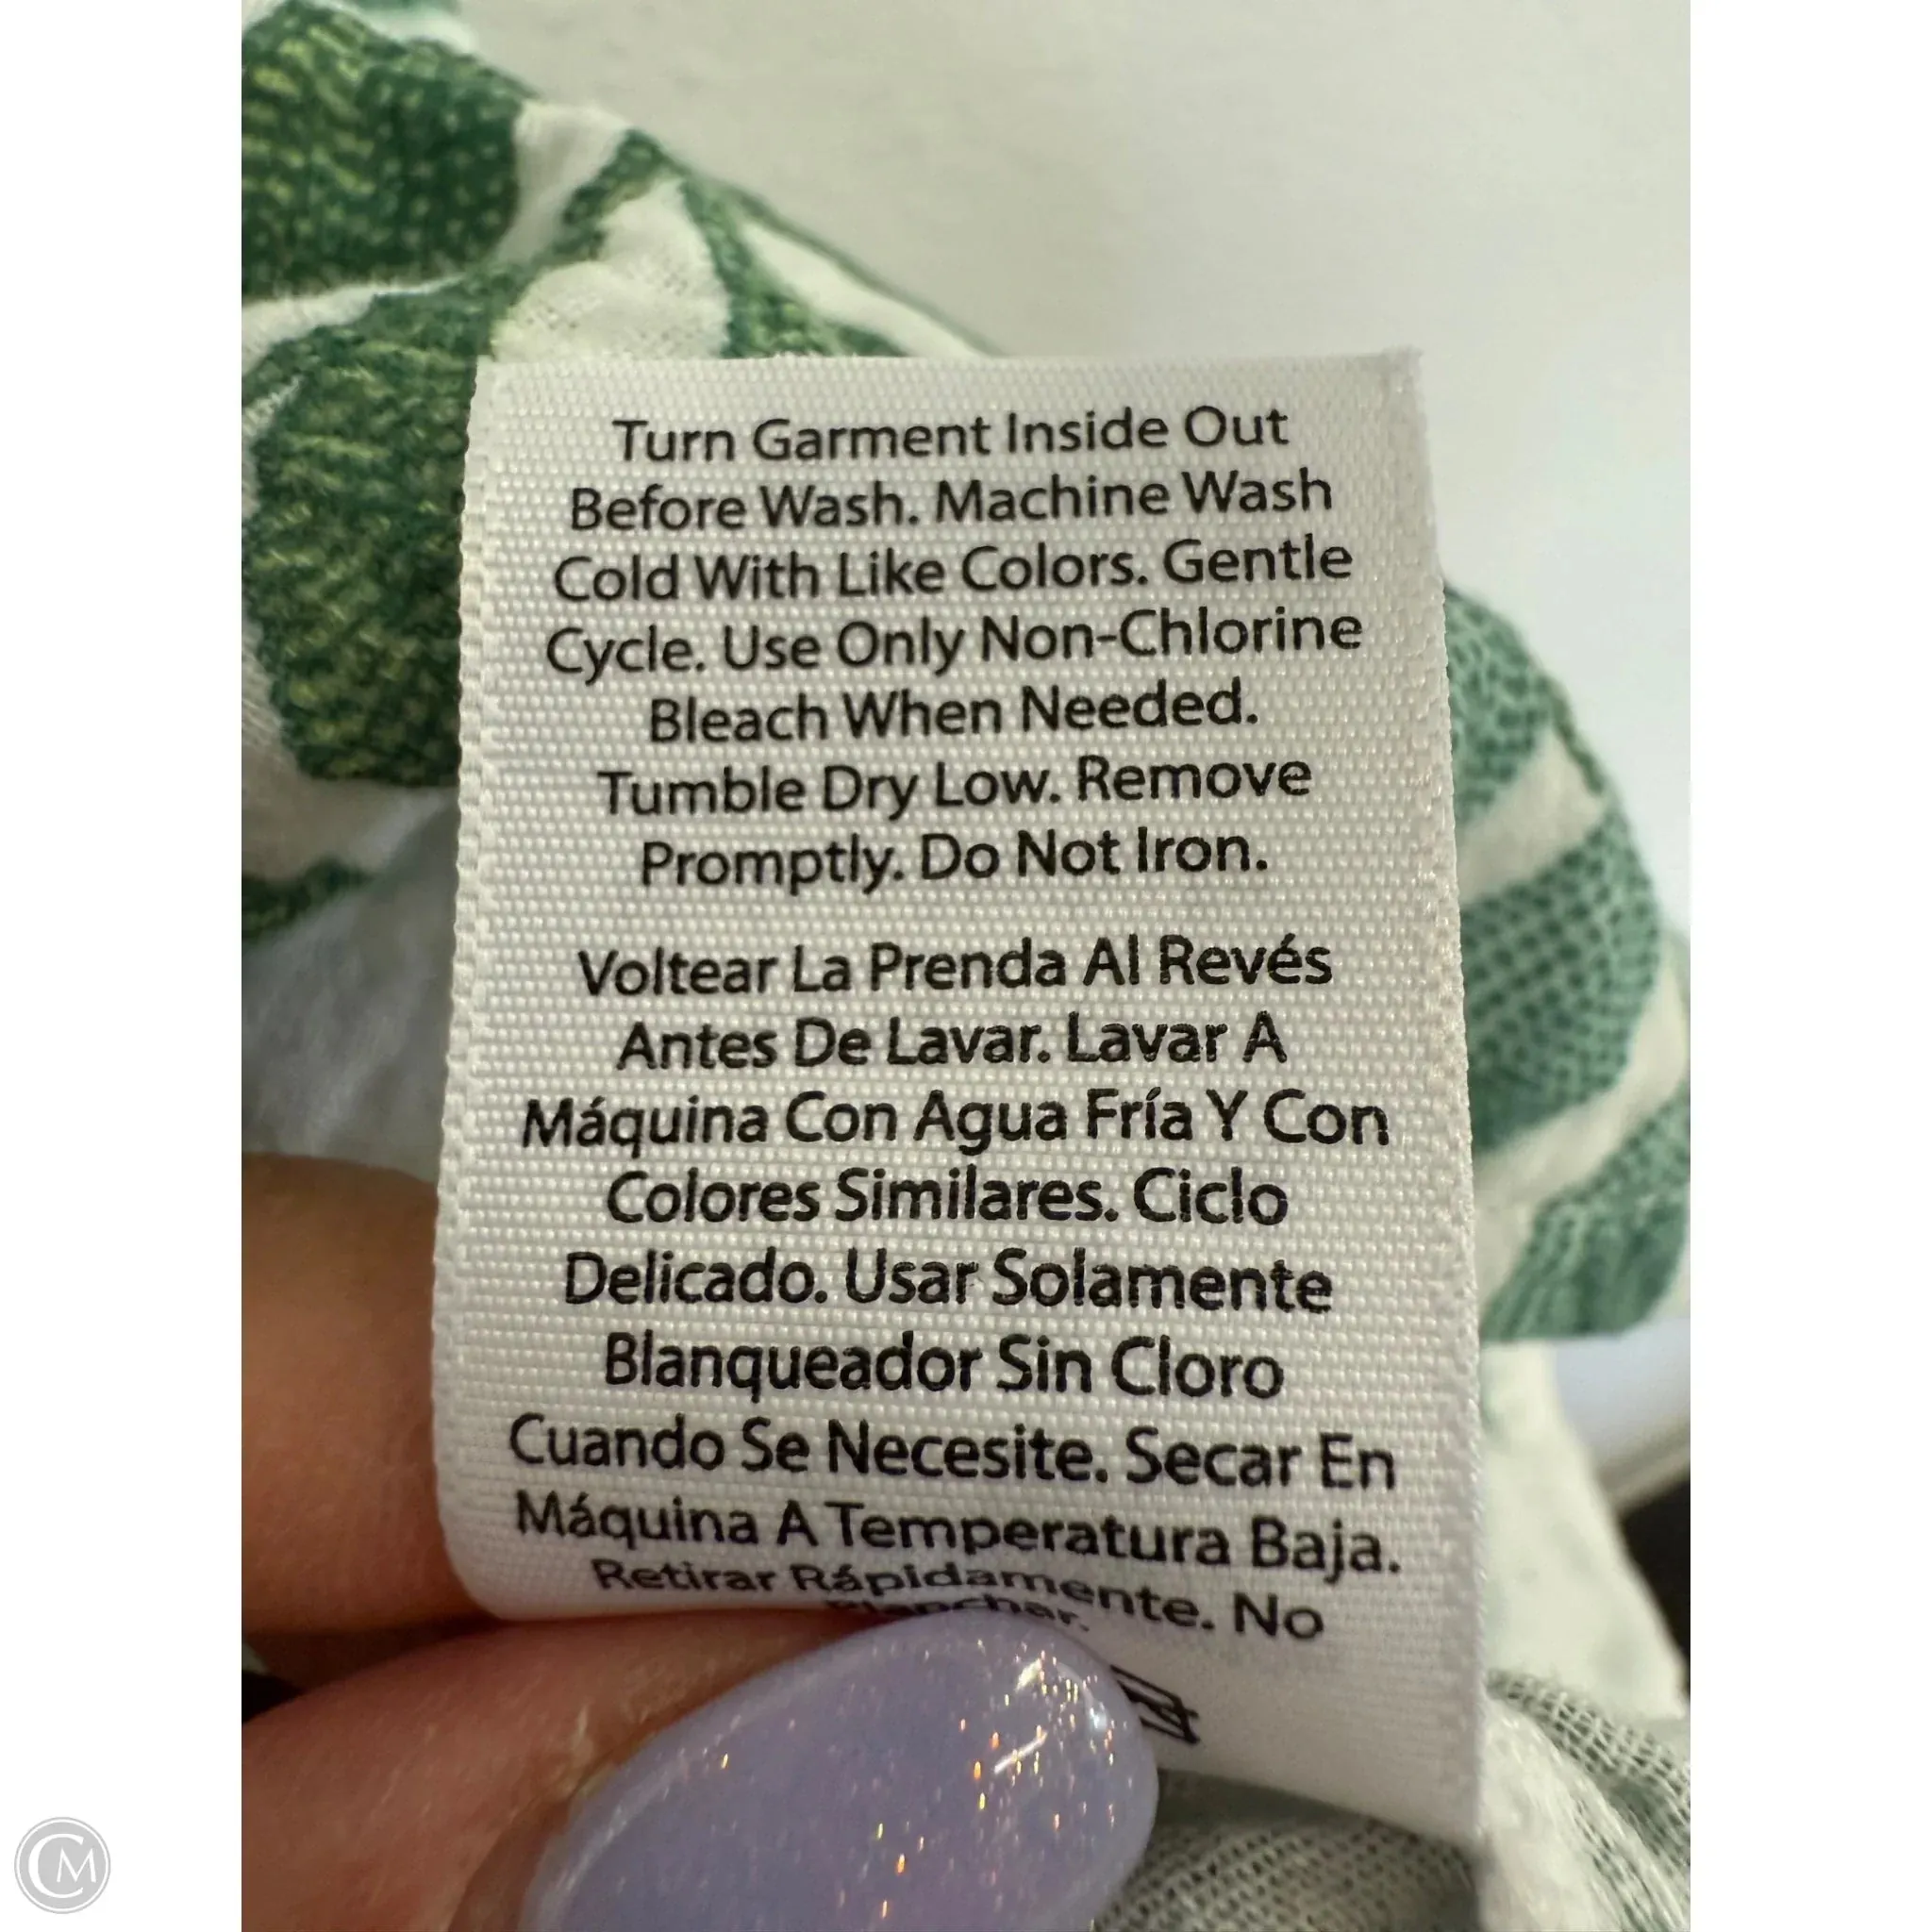 Turn Garment Inside Out
Before Wash. Machine Wash
Cold With Like Colors. Gentle
Cycle. Use Only Non-Chlorine
Bleach When Needed.
Tumble Dry Low. Remove
Promptly. Do Not Iron.
Voltear La Prenda Al Revés
Antes De Lavar. Lavar A
Máquina Con Agua Fría Y Con
Colores Similares. Ciclo
Delicado. Usar Solamente
Blanqueador Sin Cloro
Cuando Se Necesite. Secar En
Máquina A Temperatura Baja.
Retirar Rápidamente. No
Planchar.
CM